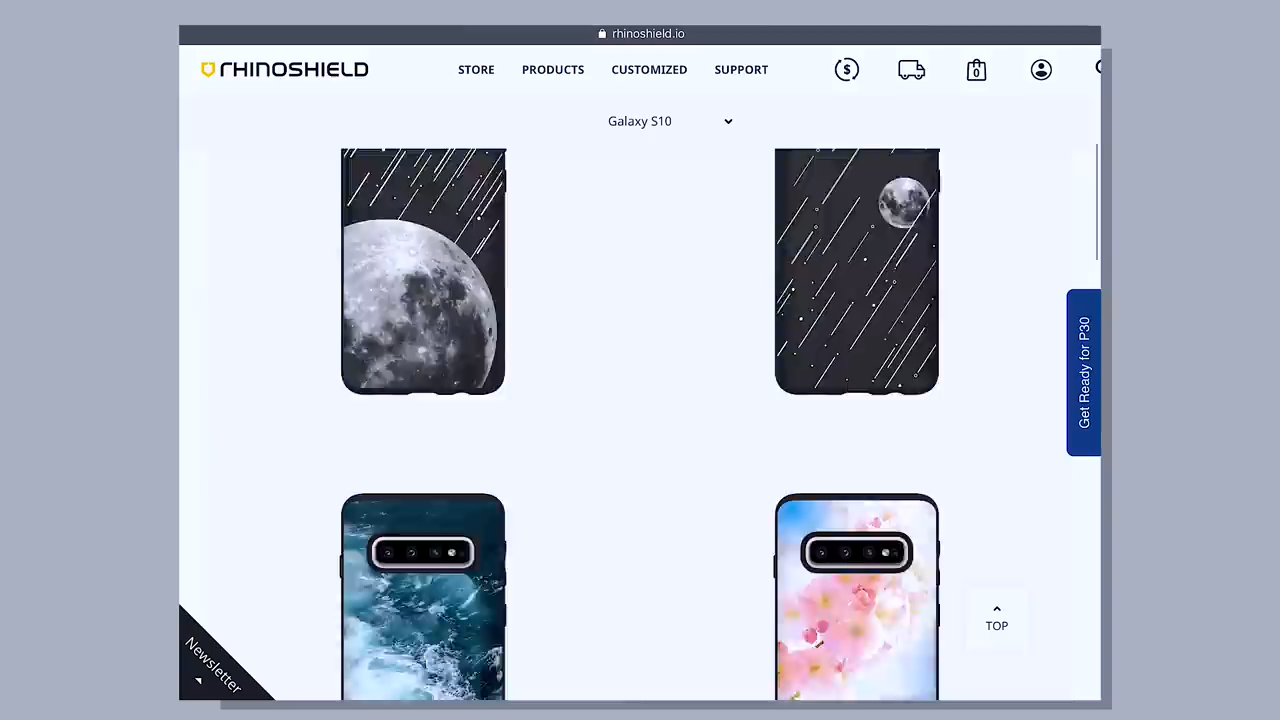 rhinoshield.io
RHINOSHIELD
STORE PRODUCTS CUSTOMIZED SUPPORT
$
0
Galaxy S10
Get Ready for P30
TOP
Newsletter